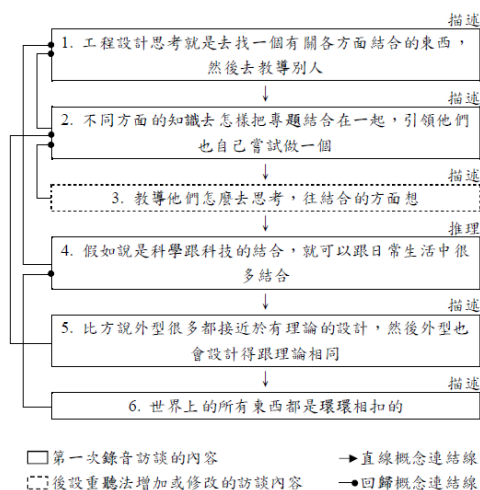 描述
1. 工程設計思考就是去找一個有關各方面結合的東西，
然後去教導別人
描述
2. 不同方面的知識去怎樣把專題結合在一起，引領他們
也自己嘗試做一個
描述
3. 教導他們怎麼去思考，往結合的方面想
推理
4. 假如說是科學跟科技的結合，就可以跟日常生活中很
多結合
描述
5. 比方說外型很多都接近於有理論的設計，然後外型也
會設計得跟理論相同
描述
6. 世界上的所有東西都是環環相扣的
第一次錄音訪談的內容
直線概念連結線
後設重聽法增加或修改的訪談內容
回歸概念連結線